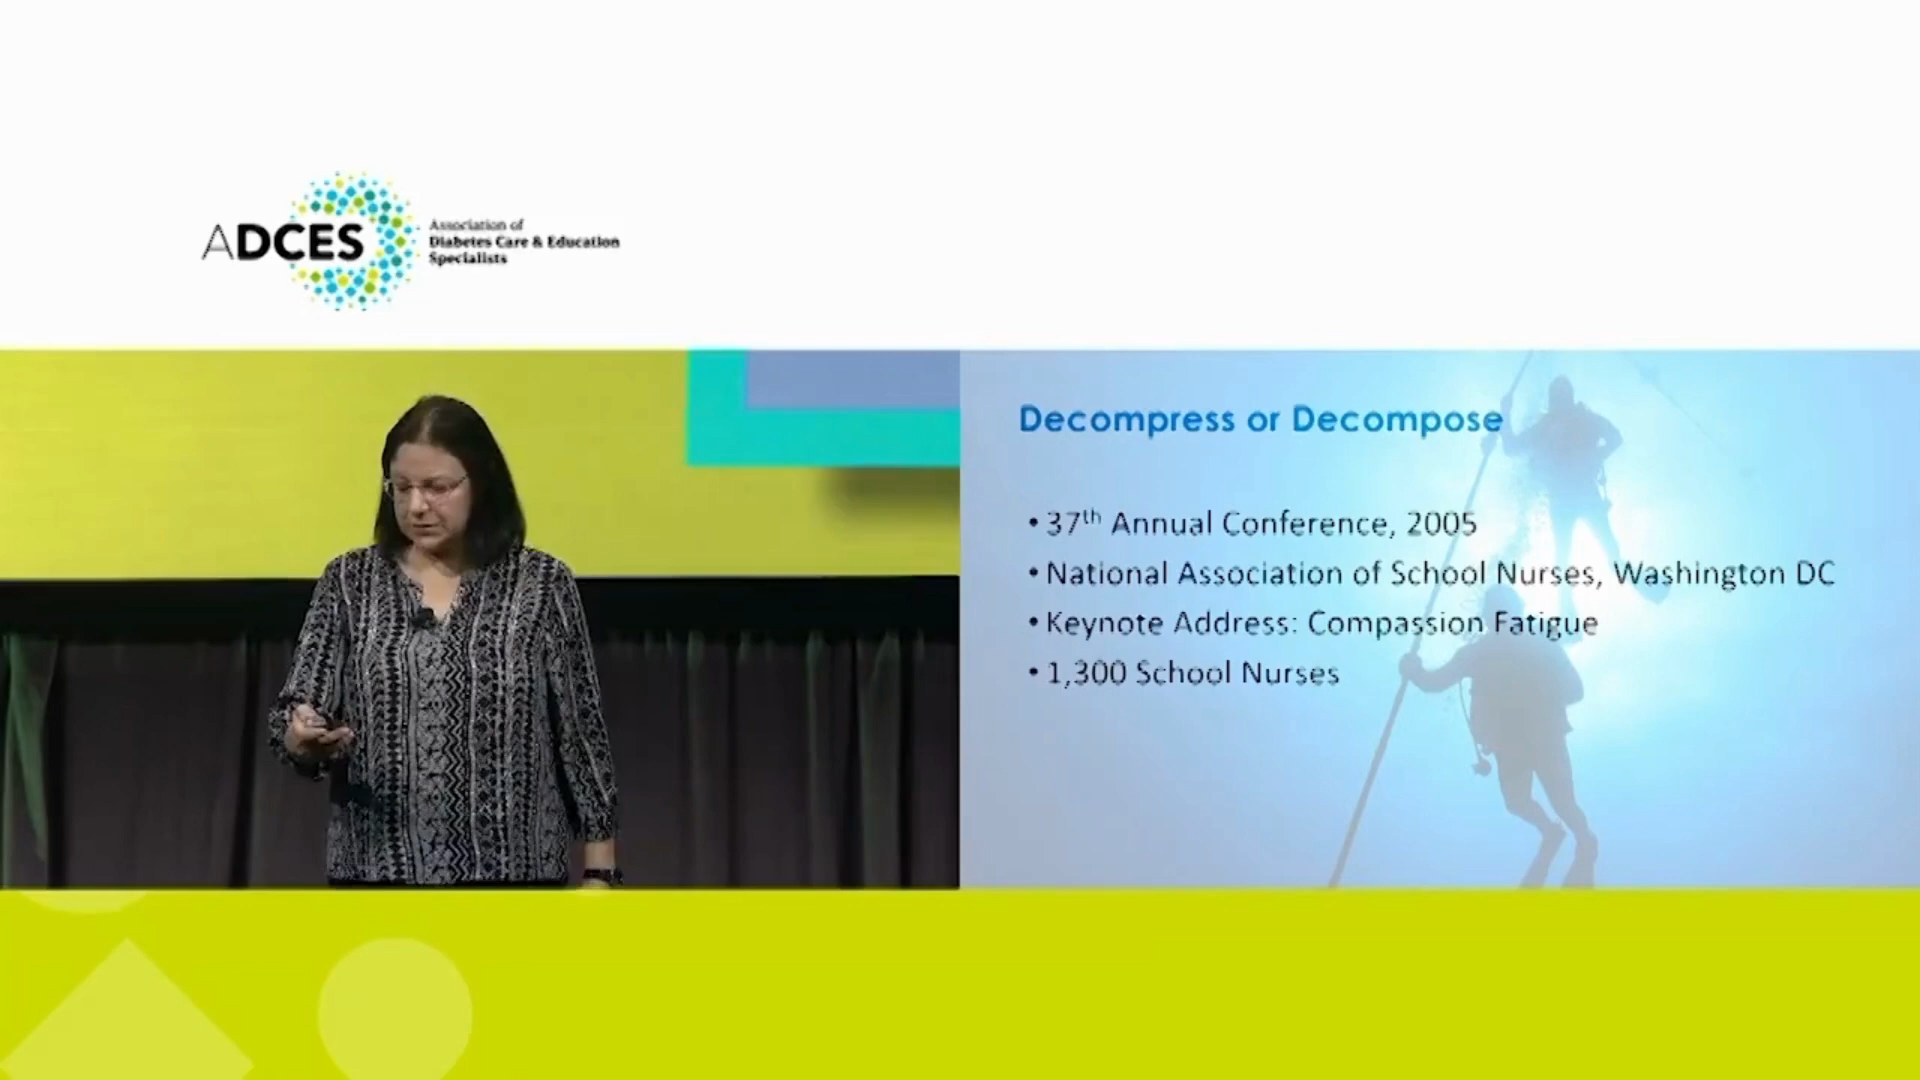 ADCES
Association of
Diabetes Care & Education
Specialists
Decompress or Decompose
• 37th Annual Conference, 2005
• National Association of School Nurses, Washington DC
• Keynote Address: Compassion Fatigue
• 1,300 School Nurses